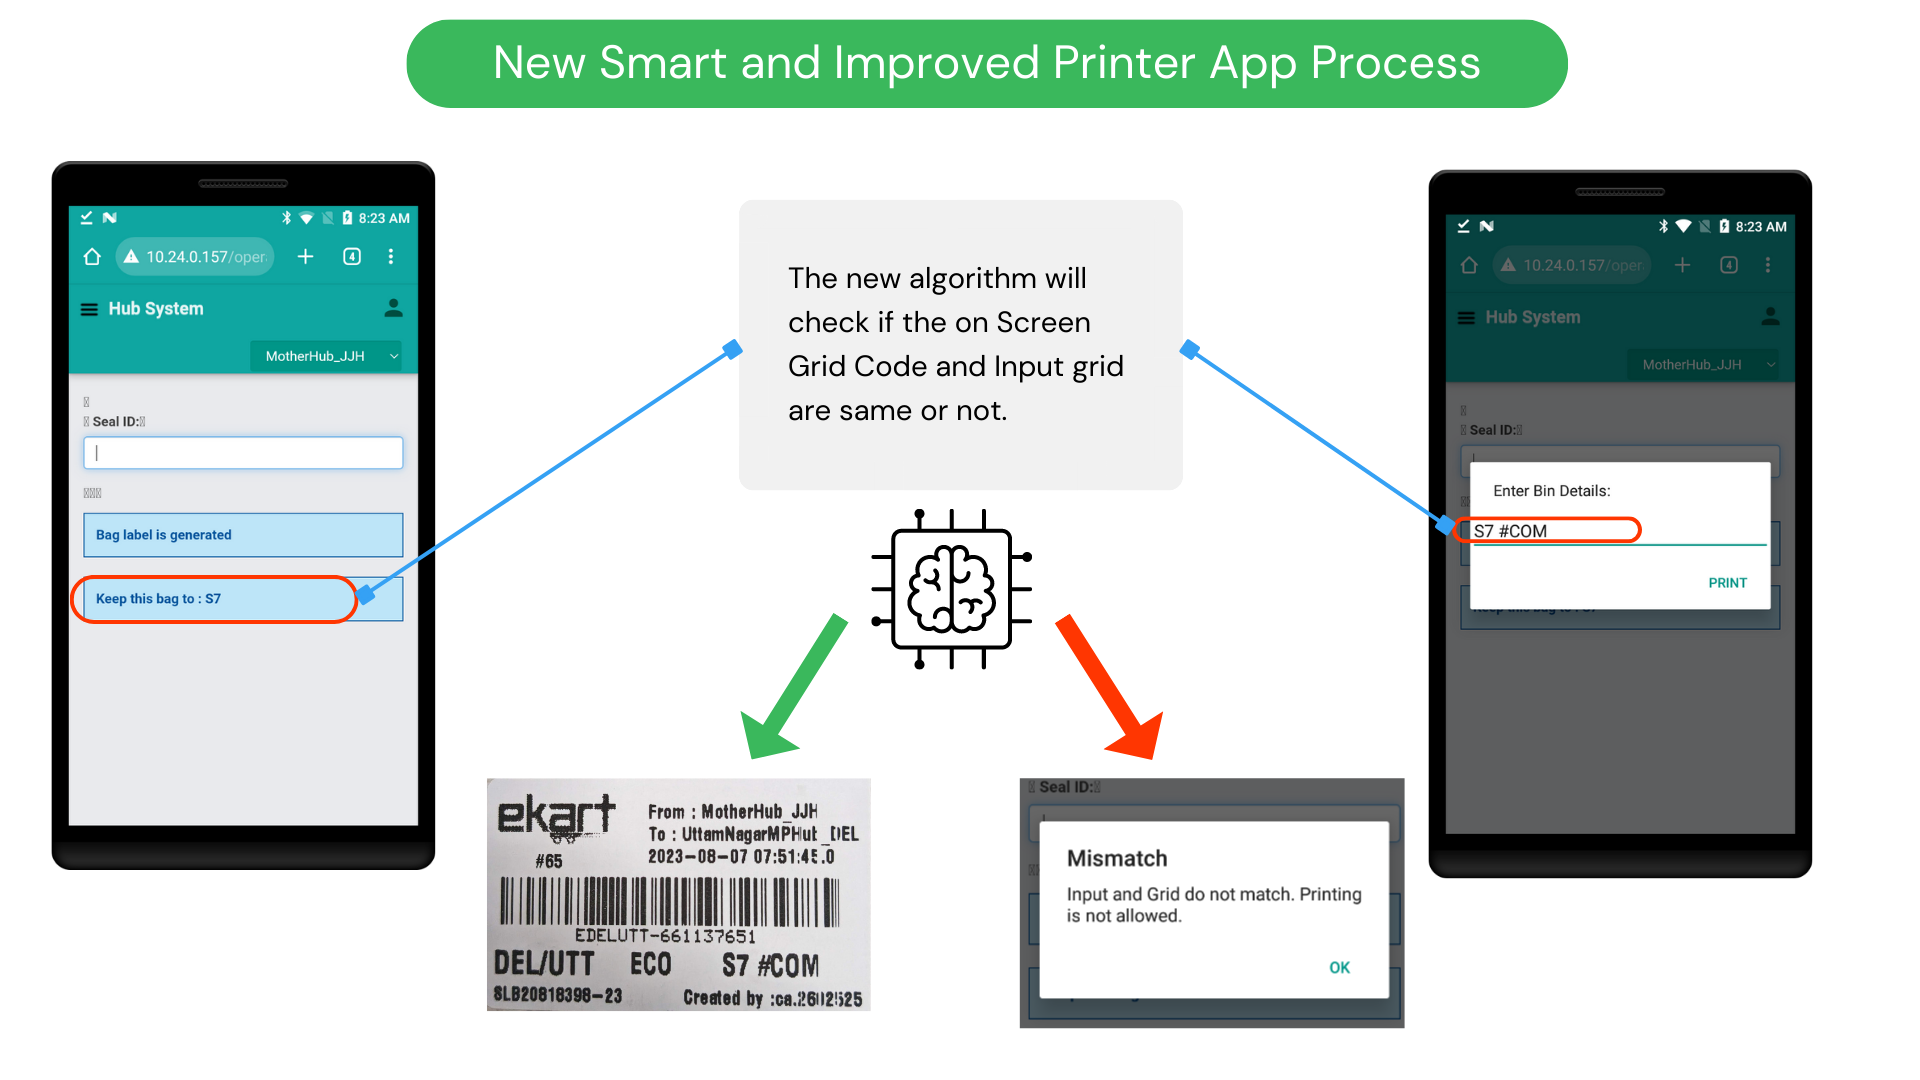 New Smart and Improved Printer App Process
8:23 AM
10.24.0.157/oper
4
Hub System
MotherHub_JJH
Seal ID:
Bag label is generated
Keep this bag to : S7
The new algorithm will
check if the on Screen
Grid Code and Input grid
are same or not.
8:23 AM
10.24.0.157/oper
4
Hub System
MotherHub_JJH
Seal ID:
Enter Bin Details:
S7 #COM
PRINT
Keep this bag to : S7
ekart
From : MotherHub_JJH
To : UttamNagarMPHub_DEL
#65
2023-08-07 07:51:45.0
EDELUTT-661137651
DEL/UTT ECO S7 #COM
SLB20818398-23
Created by :ca.2602525
Seal ID:
Mismatch
Input and Grid do not match. Printing
is not allowed.
OK